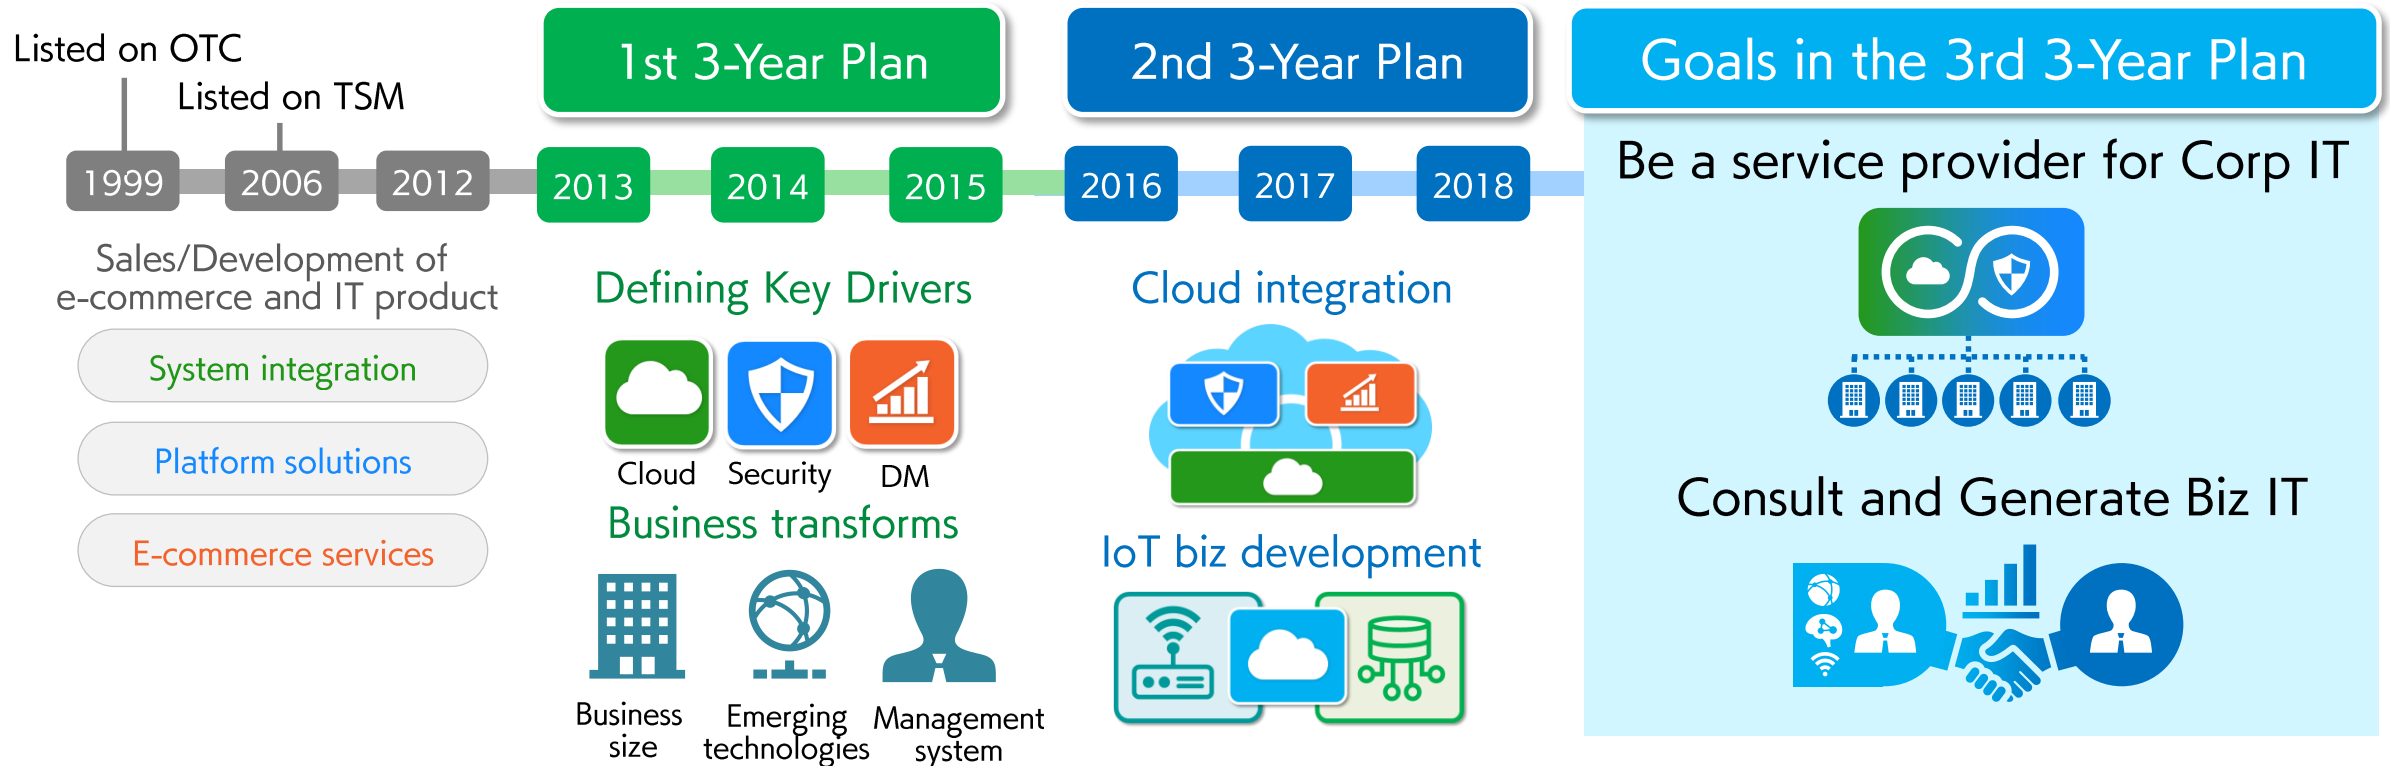 Listed on OTC
Listed on TSM
1999
2006
2012
Sales/Development of
e-commerce and IT product
System integration
Platform solutions
E-commerce services
1st 3-Year Plan
2013
2014
2015
Defining Key Drivers
Cloud
Security
DM
Business transforms
Business
size
Emerging
technologies
Management
system
2nd 3-Year Plan
2016
2017
2018
Cloud integration
IoT biz development
Goals in the 3rd 3-Year Plan
Be a service provider for Corp IT
Consult and Generate Biz IT